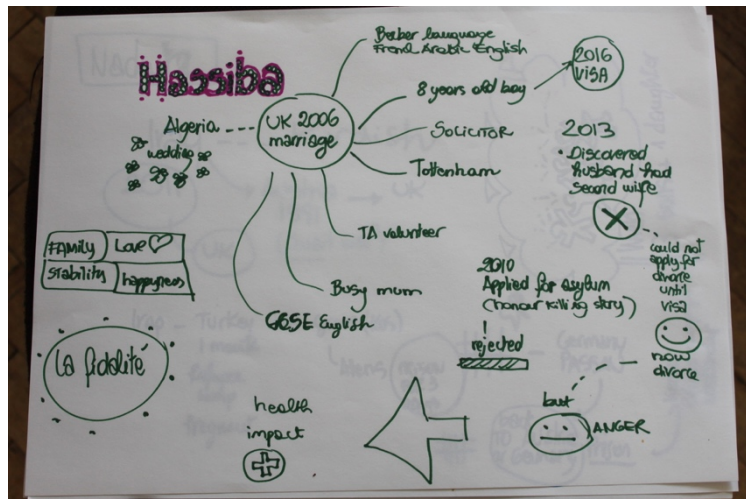 Hassiba
Berber language
French Arabic English
8 years old boy
2016
VISA
UK 2006
marriage
Algeria
wedding
SOLICITOR
Tottenham
2013
Discovered
husband had
second wife
TA volunteer
Busy mum
GCSE English
FAMILY
Love
Stability
happyness
La fidalité
2010
Applied for asylum
(honour killing story)
rejected
could not
apply for
divorce
until
visa
now
divorce
but
ANGER
health
impact